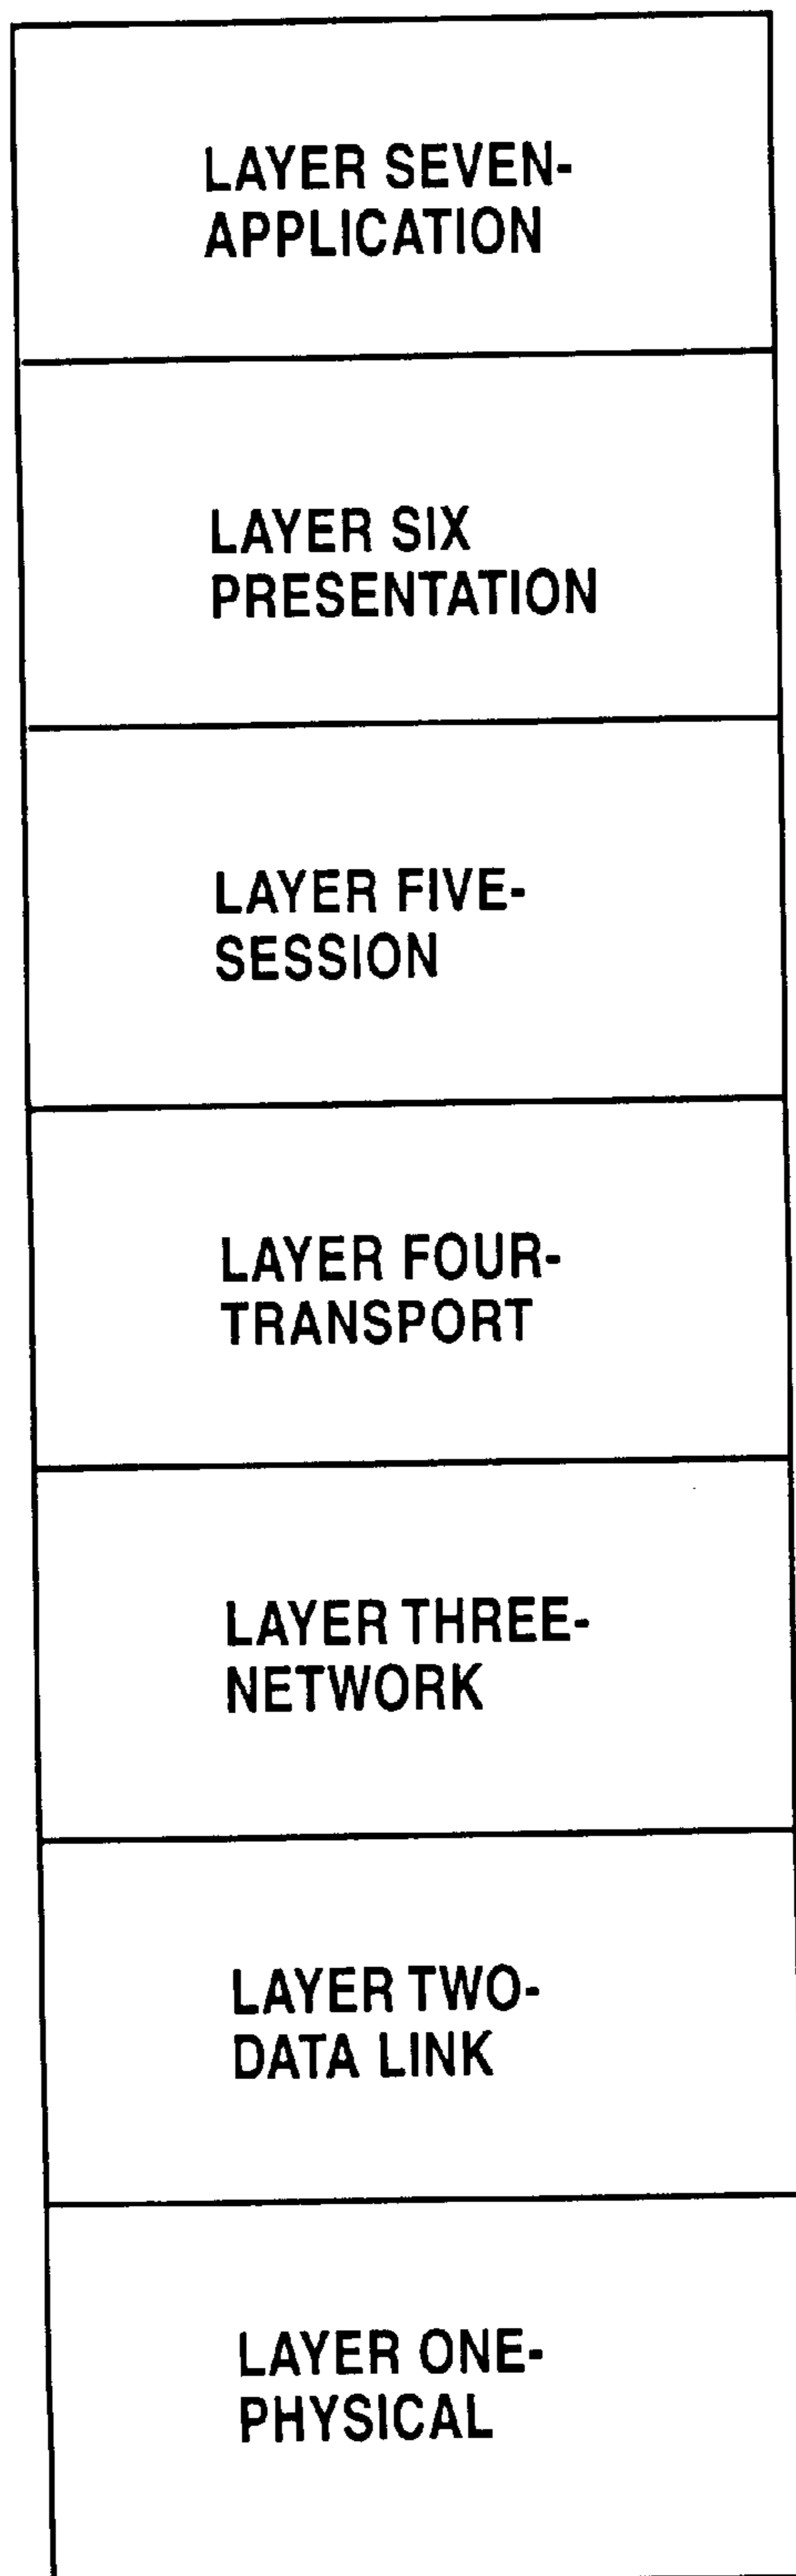 LAYER SEVEN-
APPLICATION
LAYER SIX
PRESENTATION
LAYER FIVE-
SESSION
LAYER FOUR-
TRANSPORT
LAYER THREE-
NETWORK
LAYER TWO-
DATA LINK
LAYER ONE-
PHYSICAL